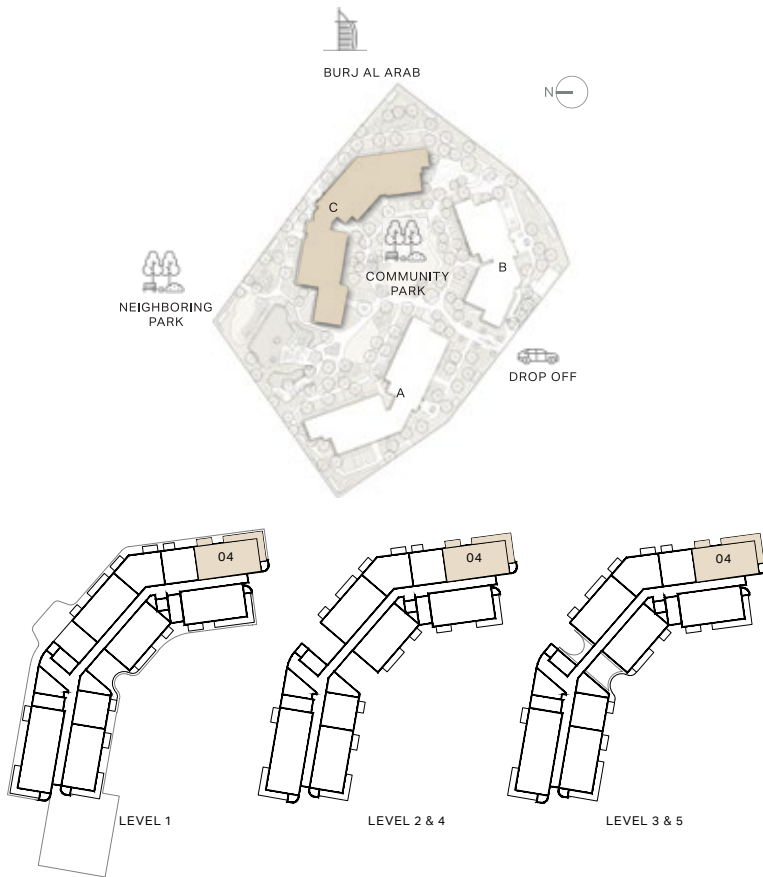 BURJ AL ARAB
N
C
B
COMMUNITY
PARK
NEIGHBORING
PARK
DROP OFF
A
04
04
04
LEVEL 1
LEVEL 2 & 4
LEVEL 3 & 5